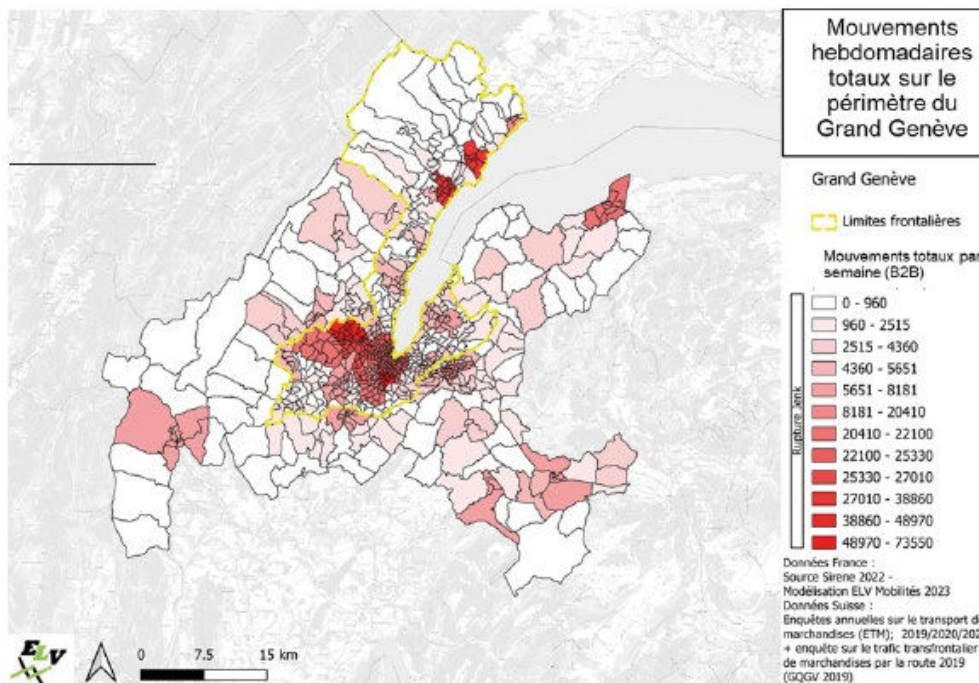 Mouvements
hebdomadaires
totaux sur le
périmètre du
Grand Genève
Grand Genève
Limites frontalières
Mouvements totaux par
semaine (B2B)
Rupture Jenk
0 - 960
960 - 2515
2515 - 4360
4360 - 5651
5651 - 8181
8181 - 20410
20410 - 22100
22100 - 25330
25330 - 27010
27010 - 38860
38860 - 48970
48970 - 73550
Données France :
Source Sirene 2022 -
Modélisation ELV Mobilités 2023
Données Suisse :
Enquêtes annuelles sur le transport de
marchandises (ETM); 2019/2020/202
+ enquête sur le trafic transfrontalier
de marchandises par la route 2019
(GQGV 2019)
ELV
0 7.5 15 km